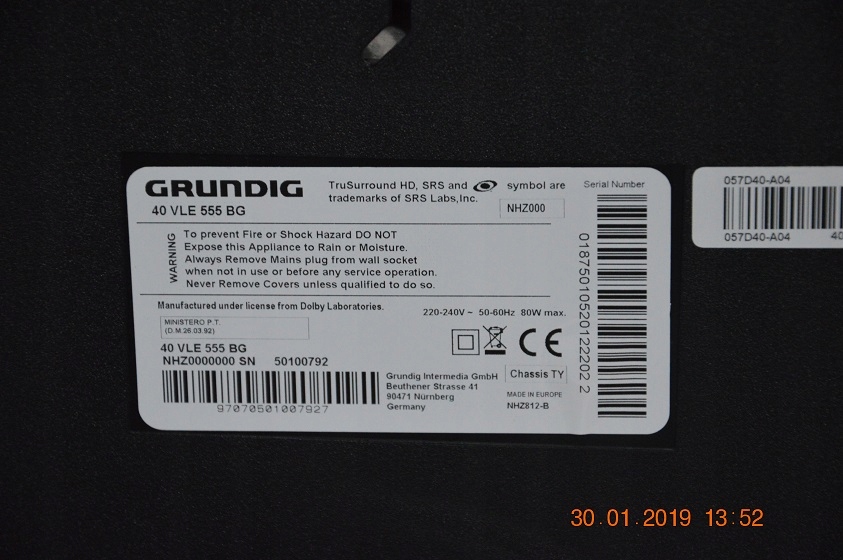 GRUNDIG
40 VLE 555 BG
TruSurround HD, SRS and symbol are
trademarks of SRS Labs,Inc.
NHZ000
Serial Number
WARNING
To prevent Fire or Shock Hazard DO NOT
Expose this Appliance to Rain or Moisture.
Always Remove Mains plug from wall socket
when not in use or before any service operation.
Never Remove Covers unless qualified to do so.
Manufactured under license from Dolby Laboratories.
220-240V ~ 50-60Hz 80W max.
MINISTERO P.T.
(D.M.26.03.92)
40 VLE 555 BG
NHZ0000000 SN 50100792
97070501007927
Grundig Intermedia GmbH
Beuthener Strasse 41
90471 Nürnberg
Germany
CE
Chassis TY
MADE IN EUROPE
NHZ812-B
01875010520122202 2
057D40-A04
057D40-A04 40
30.01.2019 13:52